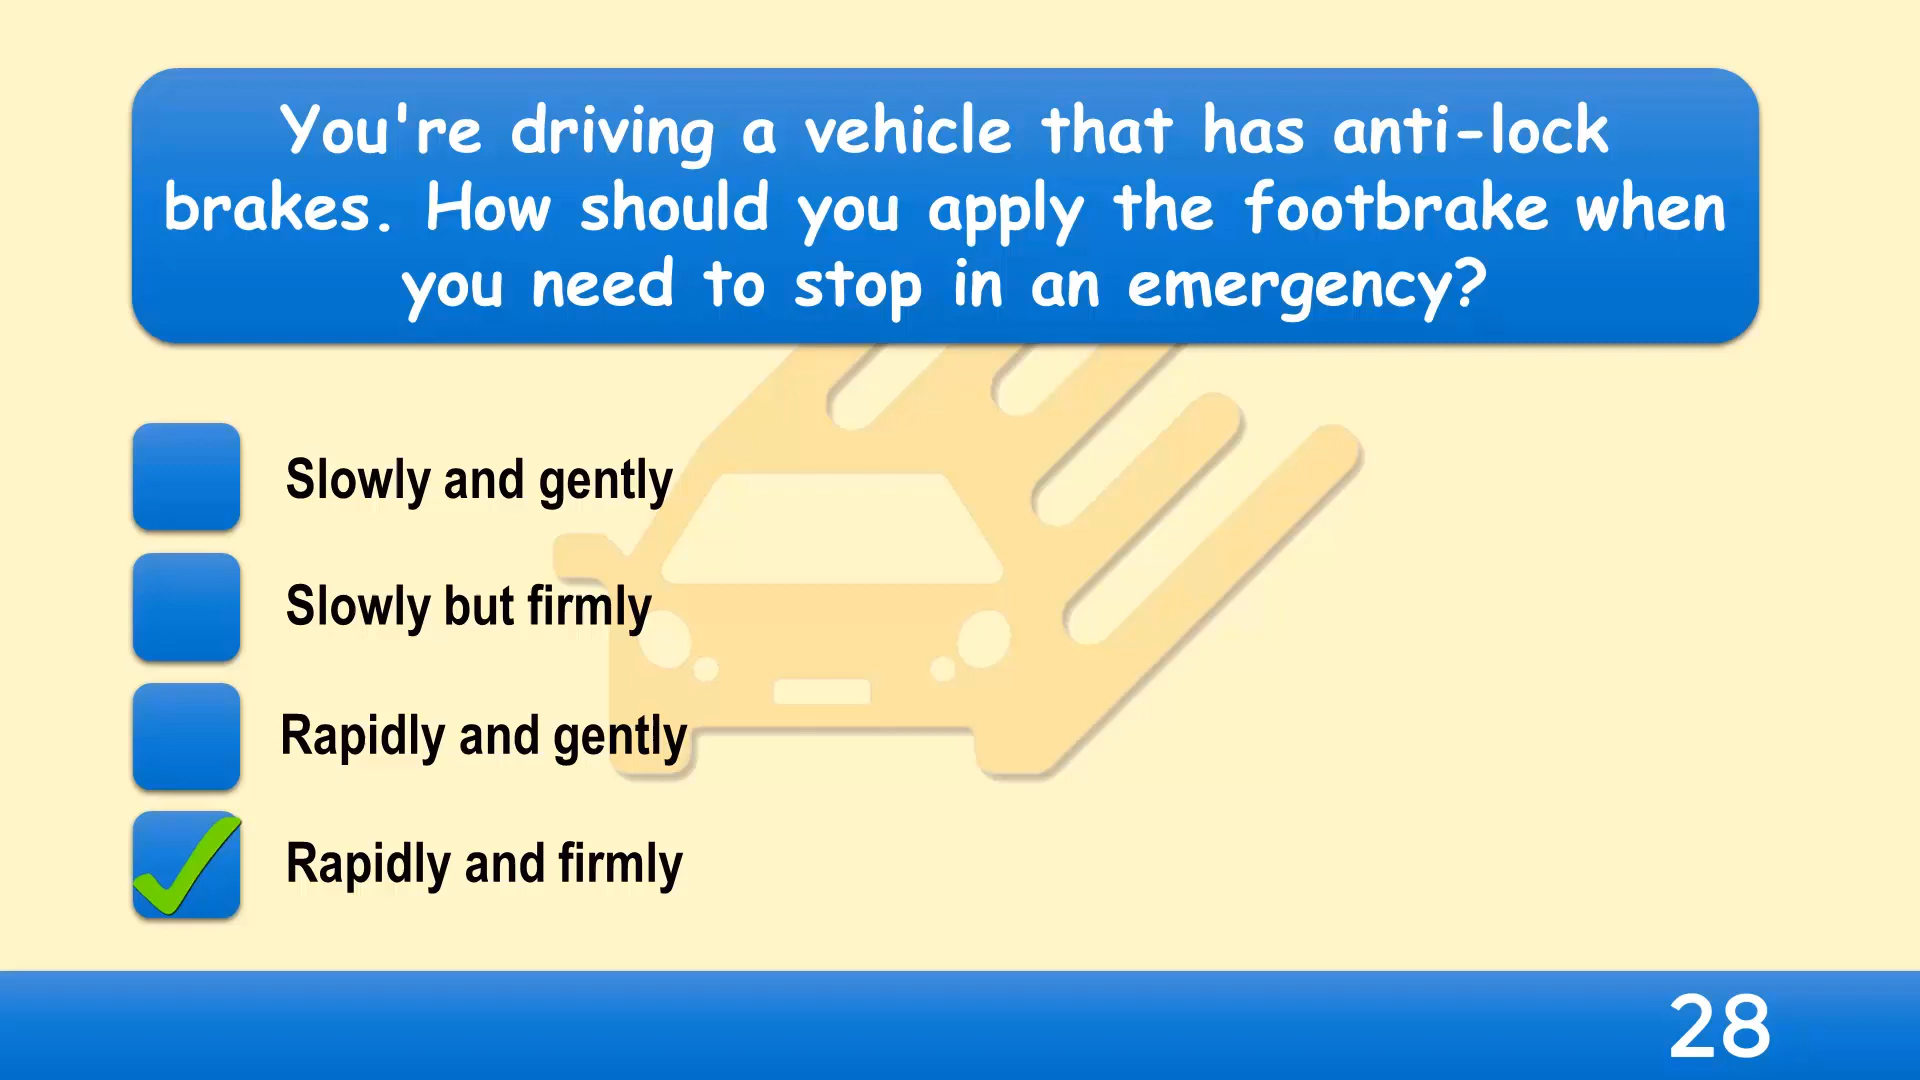 You're driving a vehicle that has anti-lock
brakes. How should you apply the footbrake when
you need to stop in an emergency?
Slowly and gently
Slowly but firmly
Rapidly and gently
Rapidly and firmly
28